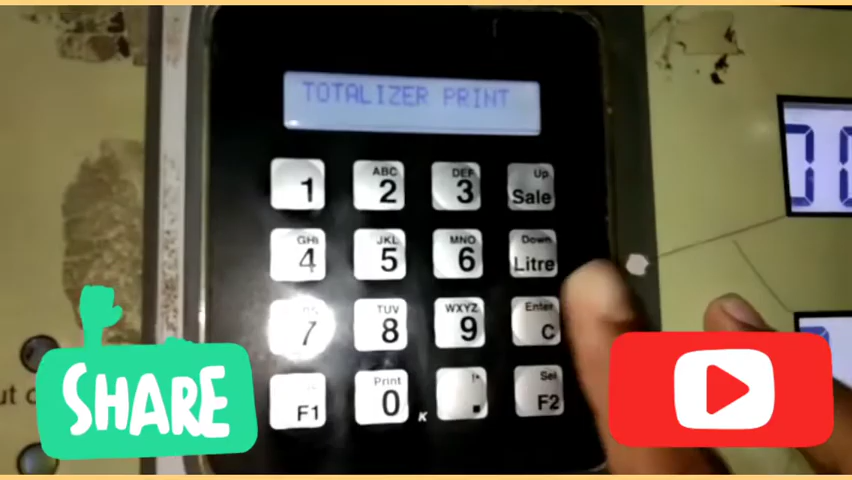 TOTALIZER PRINT
1
ABC
2
DEF
3
Up
Sale
GHI
4
JKL
5
MNO
6
Down
Litre
7
TUV
8
WXYZ
9
Enter
C
F1
Print
0
.
Sel
F2
K
SHARE